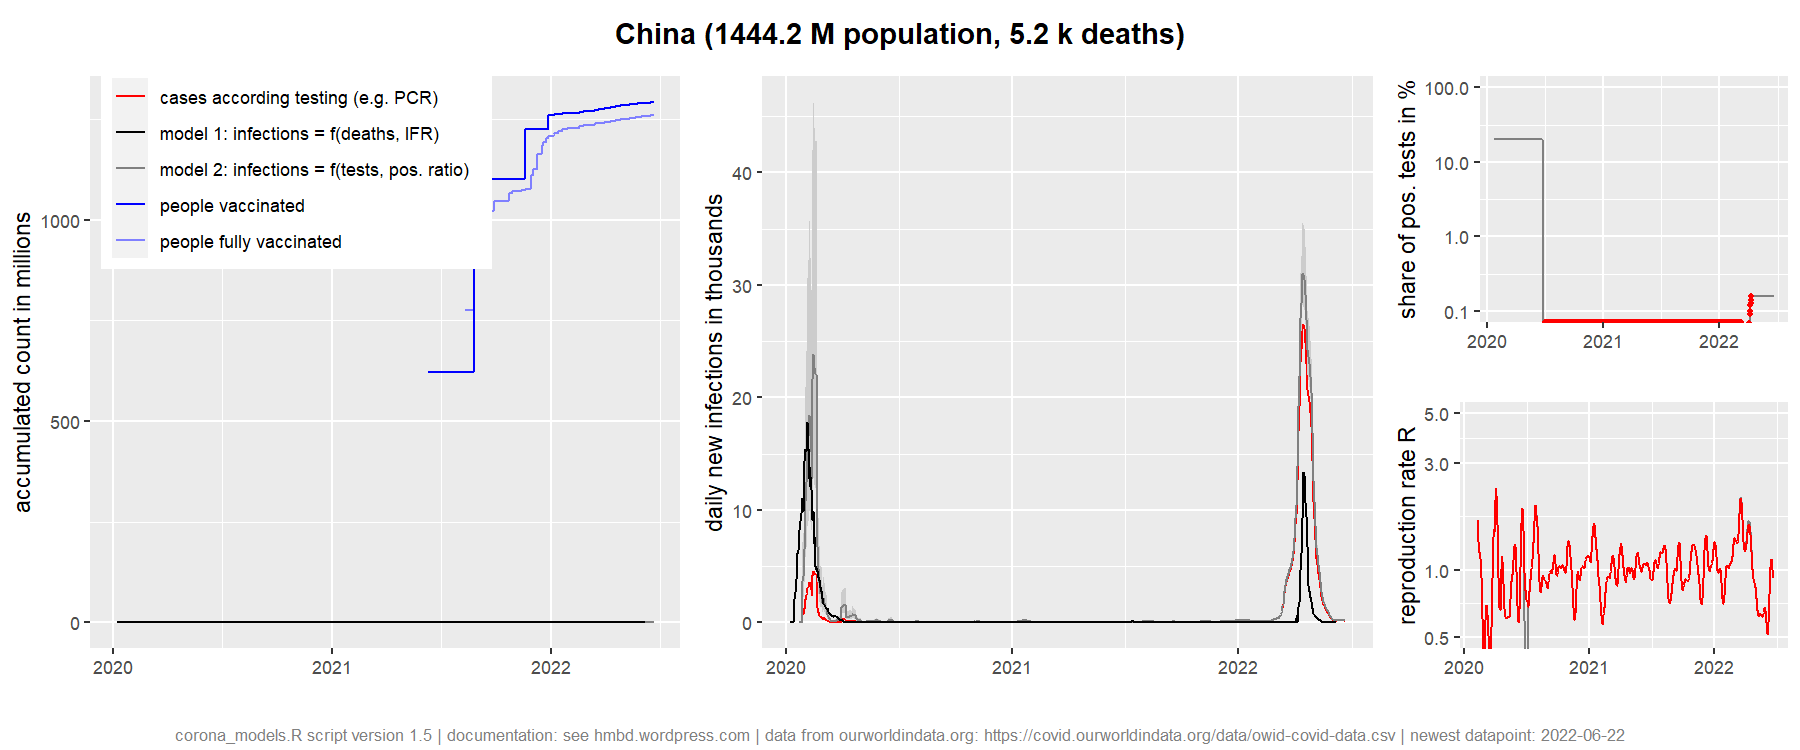 China (1444.2 M population, 5.2 k deaths)
accumulated count in millions
1000
500
0
2020
2021
2022
cases according testing (e.g. PCR)
model 1: infections = f(deaths, IFR)
model 2: infections = f(tests, pos. ratio)
people vaccinated
people fully vaccinated
daily new infections in thousands
40
30
20
10
0
2020
2021
2022
share of pos. tests in %
100.0
10.0
1.0
0.1
2020
2021
2022
reproduction rate R
5.0
3.0
1.0
0.5
2020
2021
2022
corona_models.R script version 1.5 | documentation: see hmbd.wordpress.com | data from ourworldindata.org: https://covid.ourworldindata.org/data/owid-covid-data.csv | newest datapoint: 2022-06-22